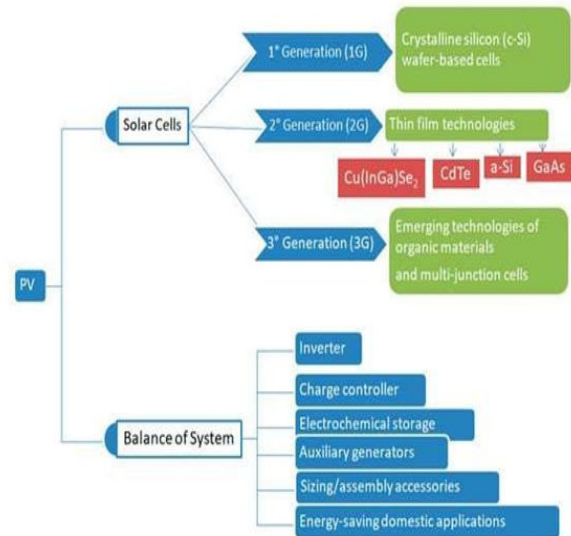 PV
Solar Cells
1° Generation (1G)
Crystalline silicon (c-Si)
wafer-based cells
2° Generation (2G)
Thin film technologies
Cu(InGa)Se₂
CdTe
a-Si
GaAs
3° Generation (3G)
Emerging technologies of
organic materials
and multi-junction cells
Balance of System
Inverter
Charge controller
Electrochemical storage
Auxiliary generators
Sizing/assembly accessories
Energy-saving domestic applications